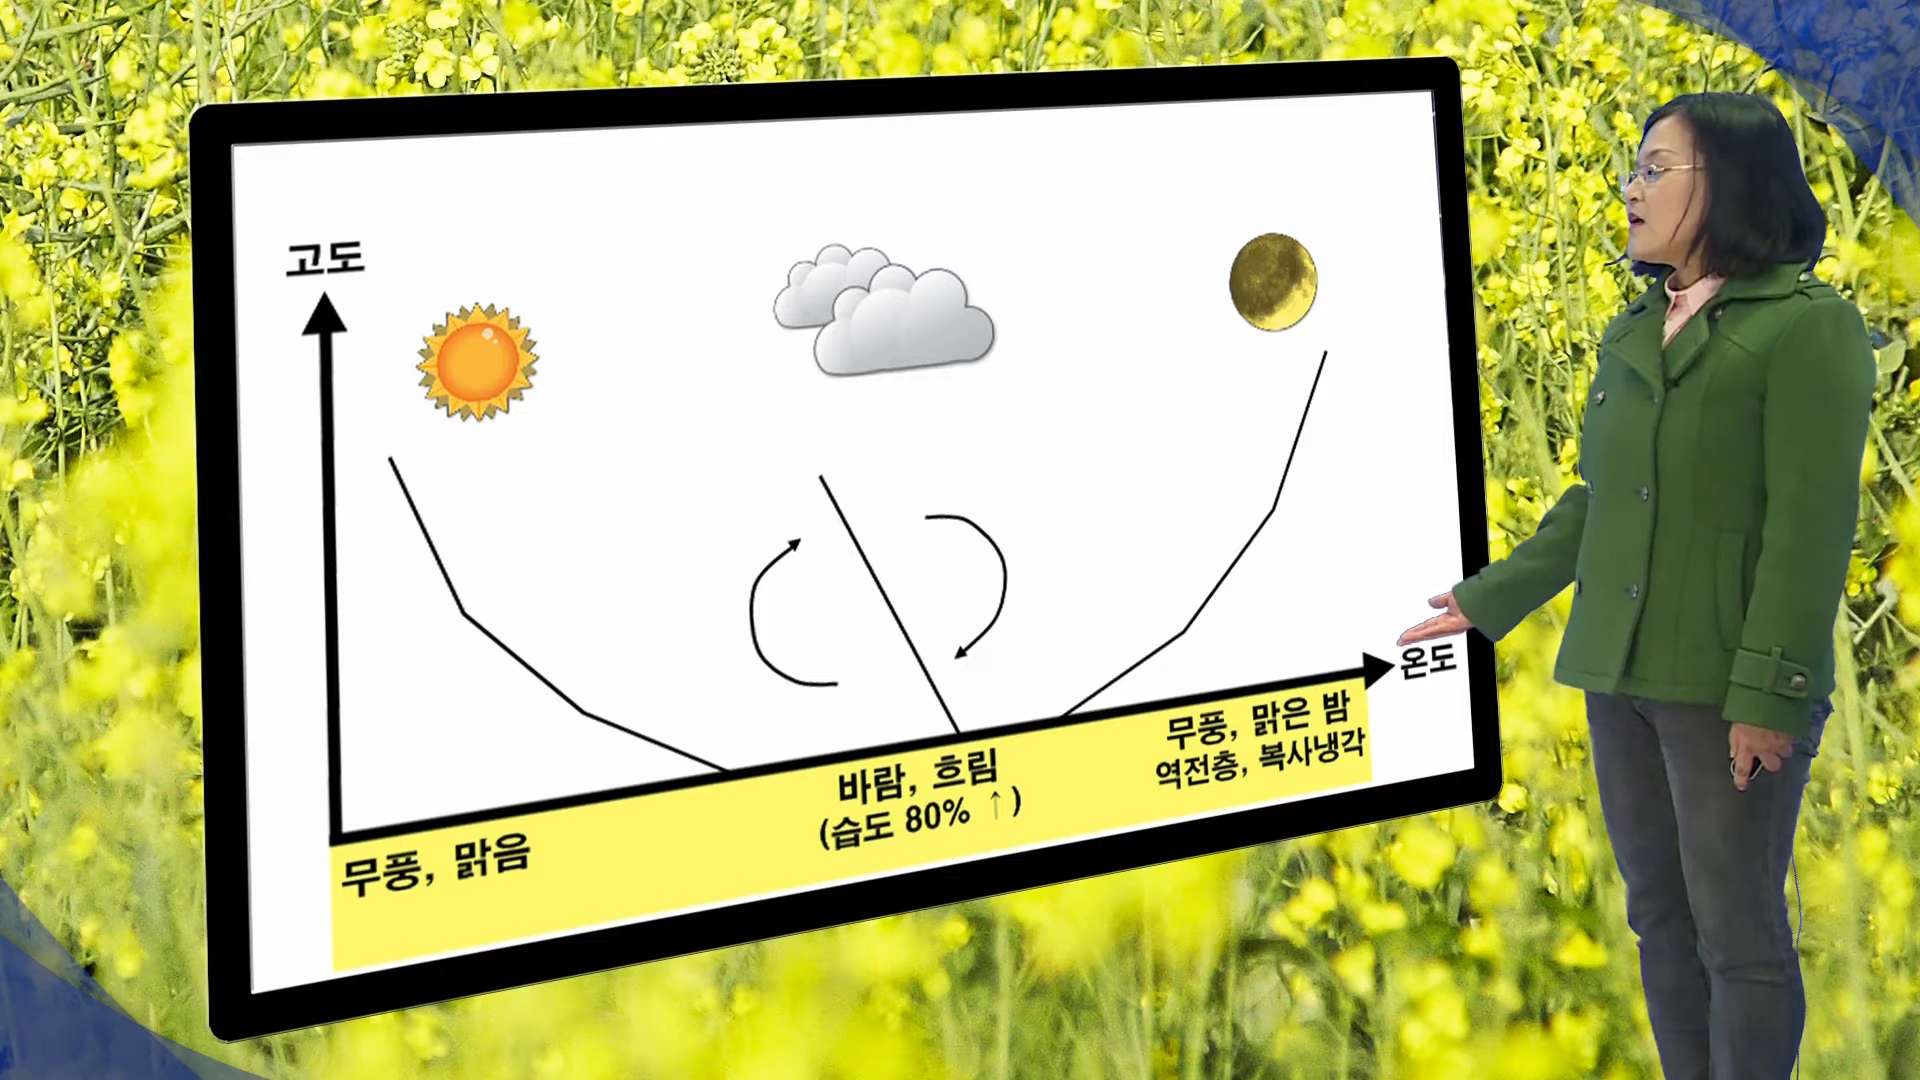 고도
온도
무풍, 맑음
바람, 흐림
(습도 80% ↑)
무풍, 맑은 밤
역전층, 복사냉각